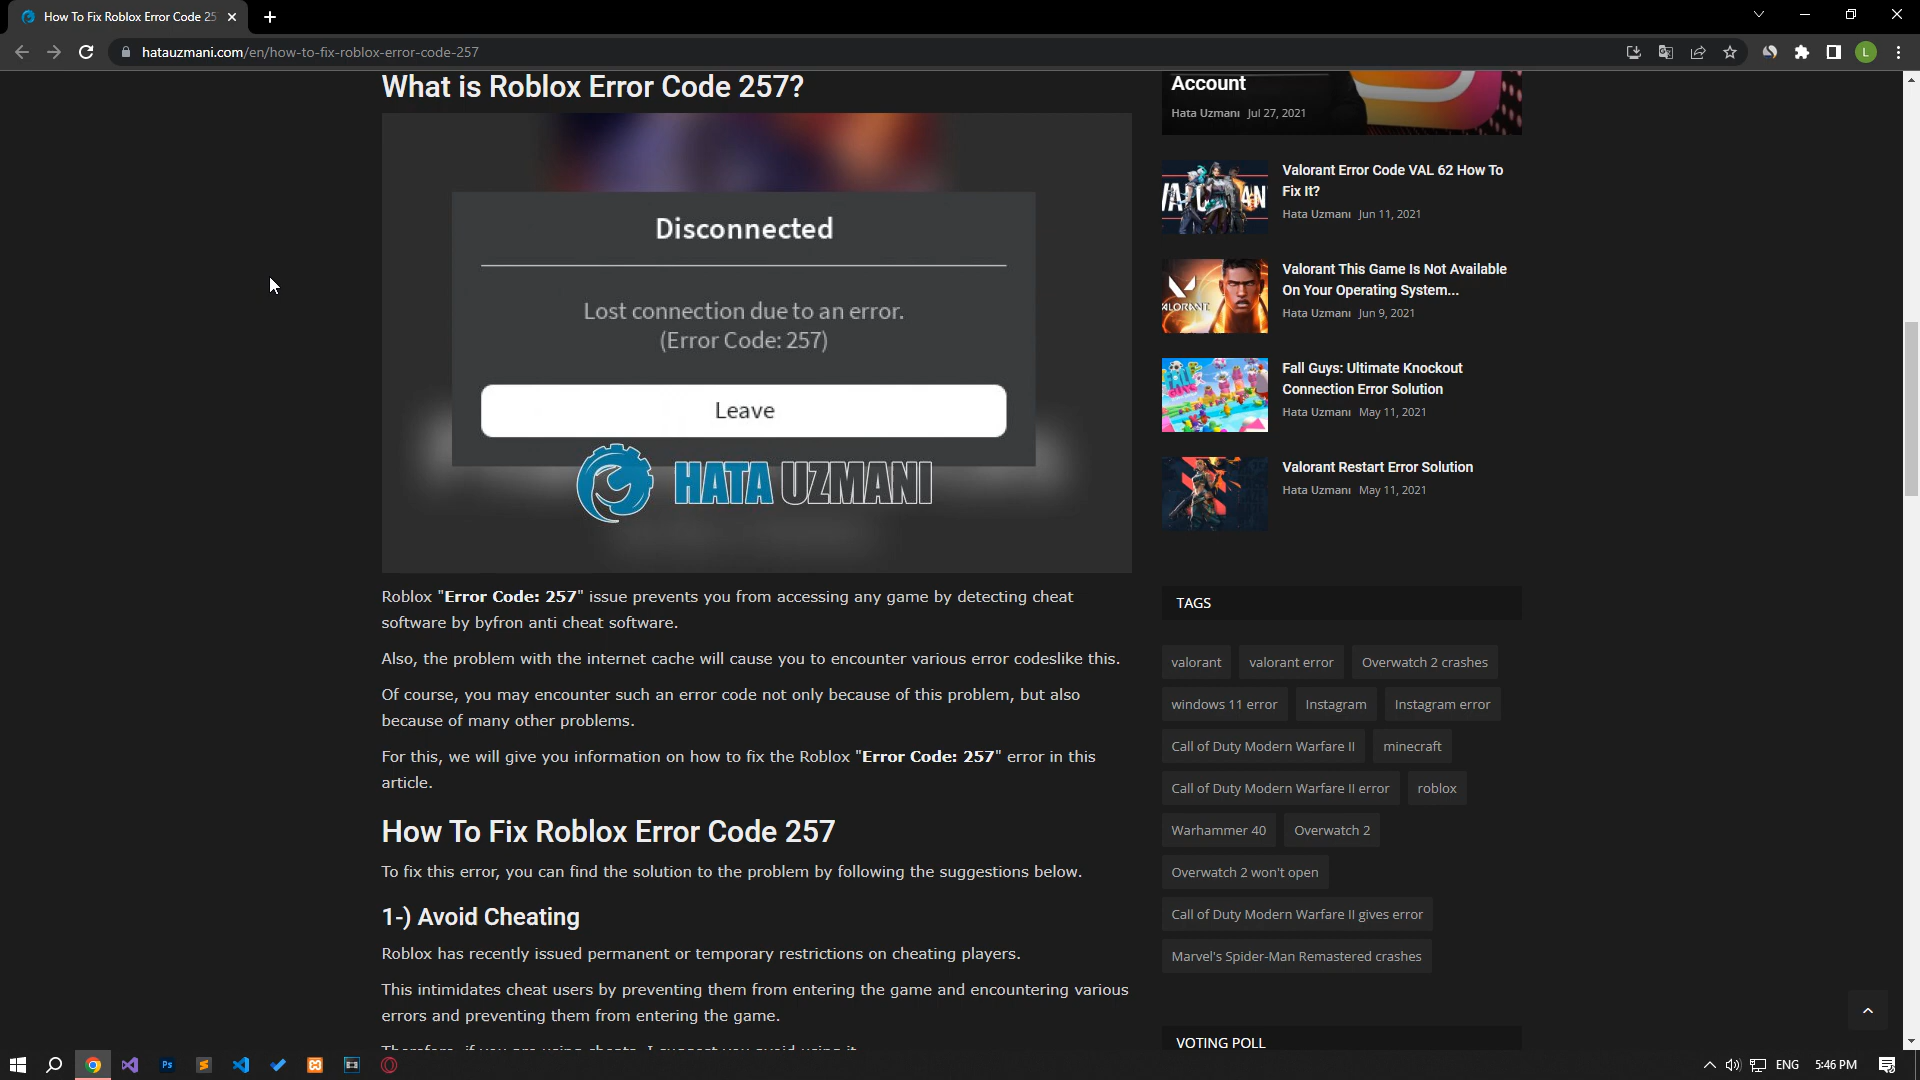 How To Fix Roblox Error Code 25
hatauzmani.com/en/how-to-fix-roblox-error-code-257
L
What is Roblox Error Code 257?
Disconnected
Lost connection due to an error.
(Error Code: 257)
Leave
HATA UZMANI
Roblox "Error Code: 257" issue prevents you from accessing any game by detecting cheat
software by byfron anti cheat software.
Also, the problem with the internet cache will cause you to encounter various error codeslike this.
Of course, you may encounter such an error code not only because of this problem, but also
because of many other problems.
For this, we will give you information on how to fix the Roblox "Error Code: 257" error in this
article.
How To Fix Roblox Error Code 257
To fix this error, you can find the solution to the problem by following the suggestions below.
1-) Avoid Cheating
Roblox has recently issued permanent or temporary restrictions on cheating players.
This intimidates cheat users by preventing them from entering the game and encountering various
errors and preventing them from entering the game.
Therefore, if you are using cheats, I suggest you avoid using it.
Account
Hata Uzmanı Jul 27, 2021
Valorant Error Code VAL 62 How To
Fix It?
Hata Uzmanı Jun 11, 2021
Valorant This Game Is Not Available
On Your Operating System...
Hata Uzmanı Jun 9, 2021
Fall Guys: Ultimate Knockout
Connection Error Solution
Hata Uzmanı May 11, 2021
Valorant Restart Error Solution
Hata Uzmanı May 11, 2021
TAGS
valorant valorant error Overwatch 2 crashes
windows 11 error Instagram Instagram error
Call of Duty Modern Warfare II minecraft
Call of Duty Modern Warfare II error roblox
Warhammer 40 Overwatch 2
Overwatch 2 won't open
Call of Duty Modern Warfare II gives error
Marvel's Spider-Man Remastered crashes
VOTING POLL
Ps
ENG 5:46 PM